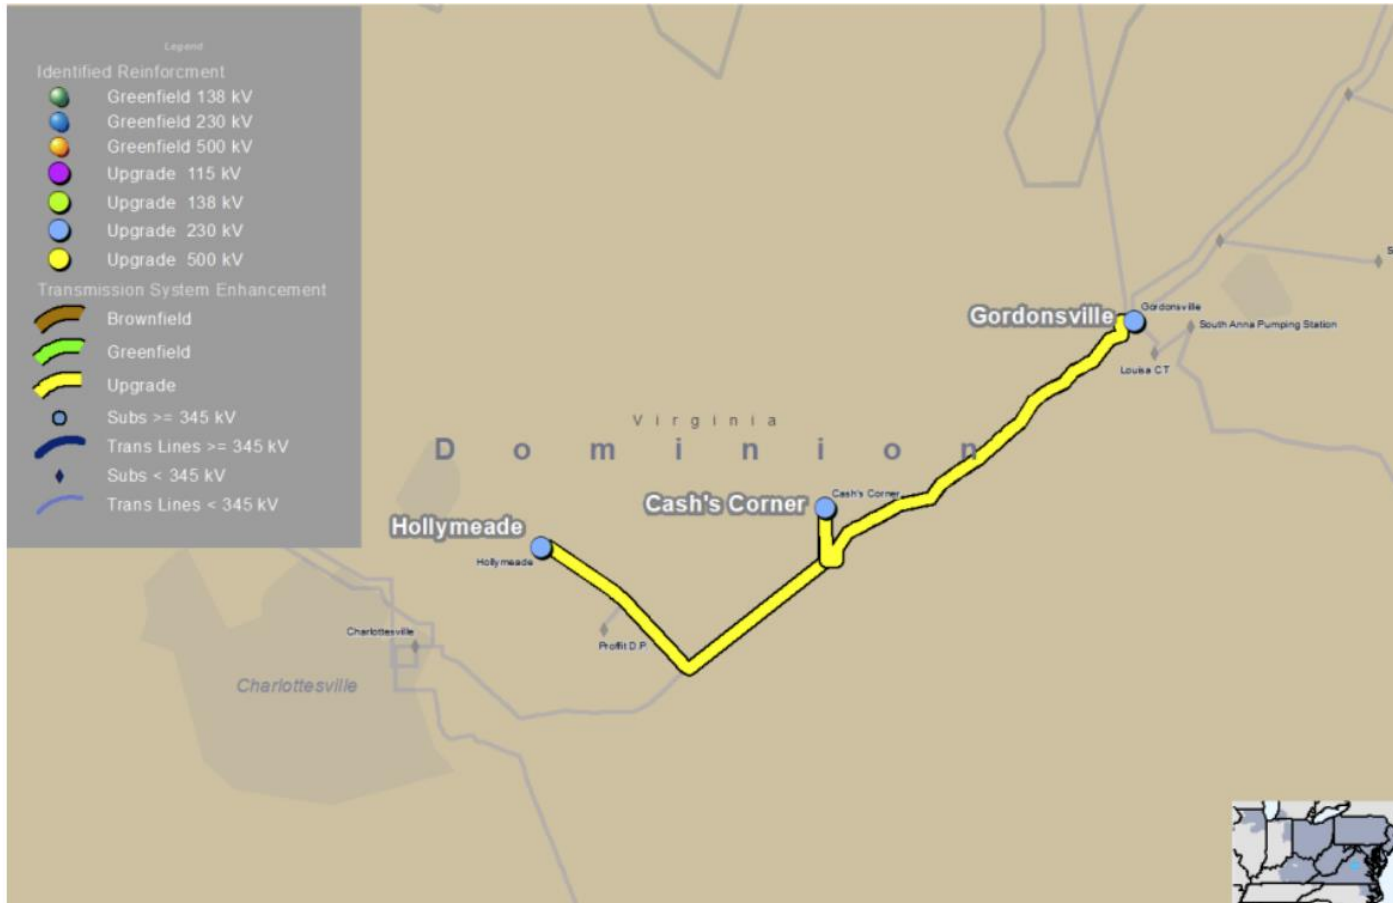 Legend
Identified Reinforcment
Greenfield 138 kV
Greenfield 230 kV
Greenfield 500 kV
Upgrade 115 kV
Upgrade 138 kV
Upgrade 230 kV
Upgrade 500 kV
Transmission System Enhancement
Brownfield
Greenfield
Upgrade
Subs >= 345 kV
Trans Lines >= 345 kV
Subs < 345 kV
Trans Lines < 345 kV
S
Gordonsville
Gordonsville
South Anna Pumping Station
Louisa CT
Virginia
Dominion
Cash's Corner
Cash's Corner
Hollymeade
Hollymeade
Charlottesville
Proffit D.P.
Charlottesville